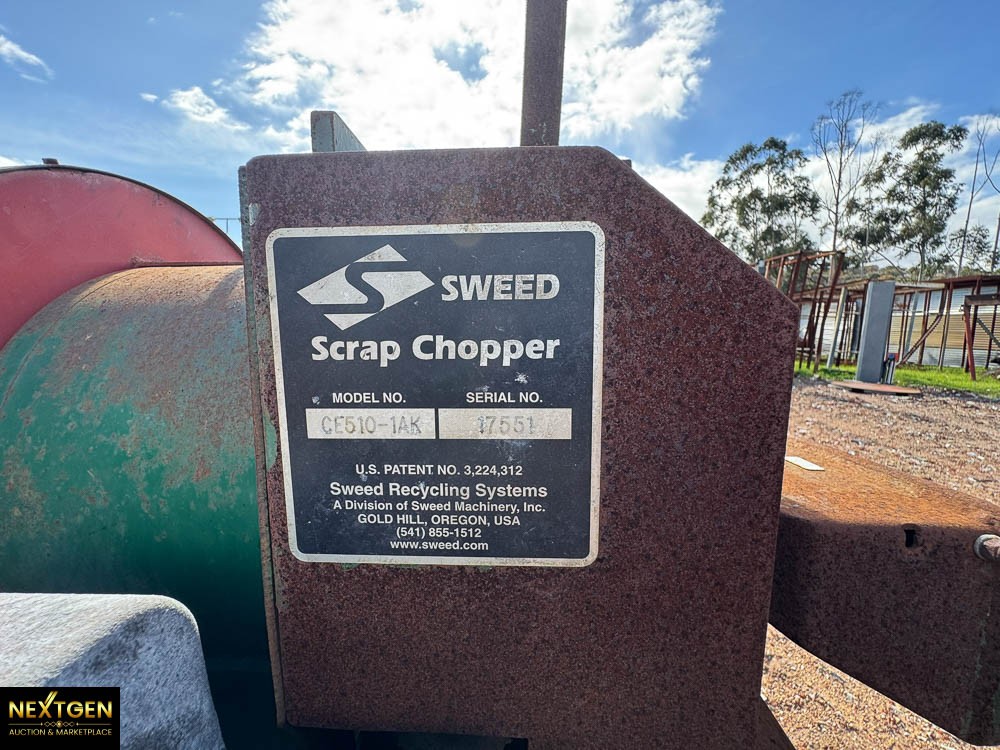 SWEED
Scrap Chopper
MODEL NO. SERIAL NO.
CE510-1AK 17551
U.S. PATENT NO. 3,224,312
Sweed Recycling Systems
A Division of Sweed Machinery, Inc.
GOLD HILL, OREGON, USA
(541) 855-1512
www.sweed.com
NEXTGEN
AUCTION & MARKETPLACE